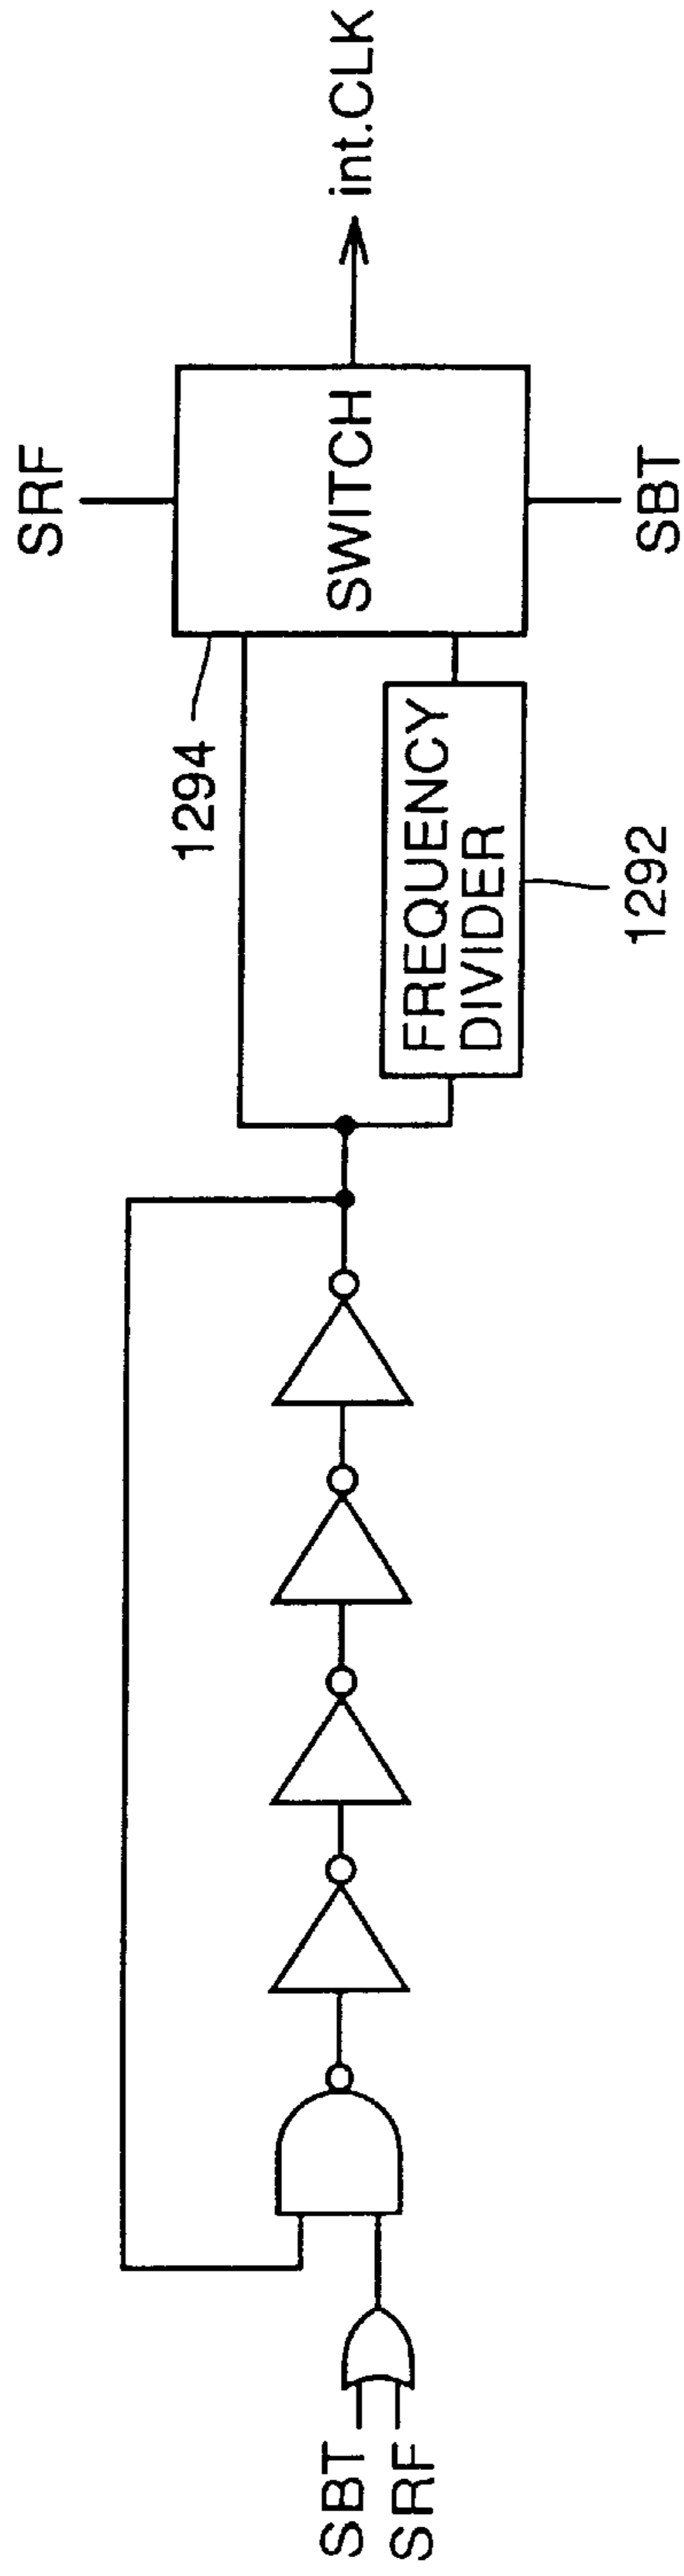 SBT
SRF
FREQUENCY
DIVIDER
1292
1294
SRF
SWITCH
SBT
int.CLK